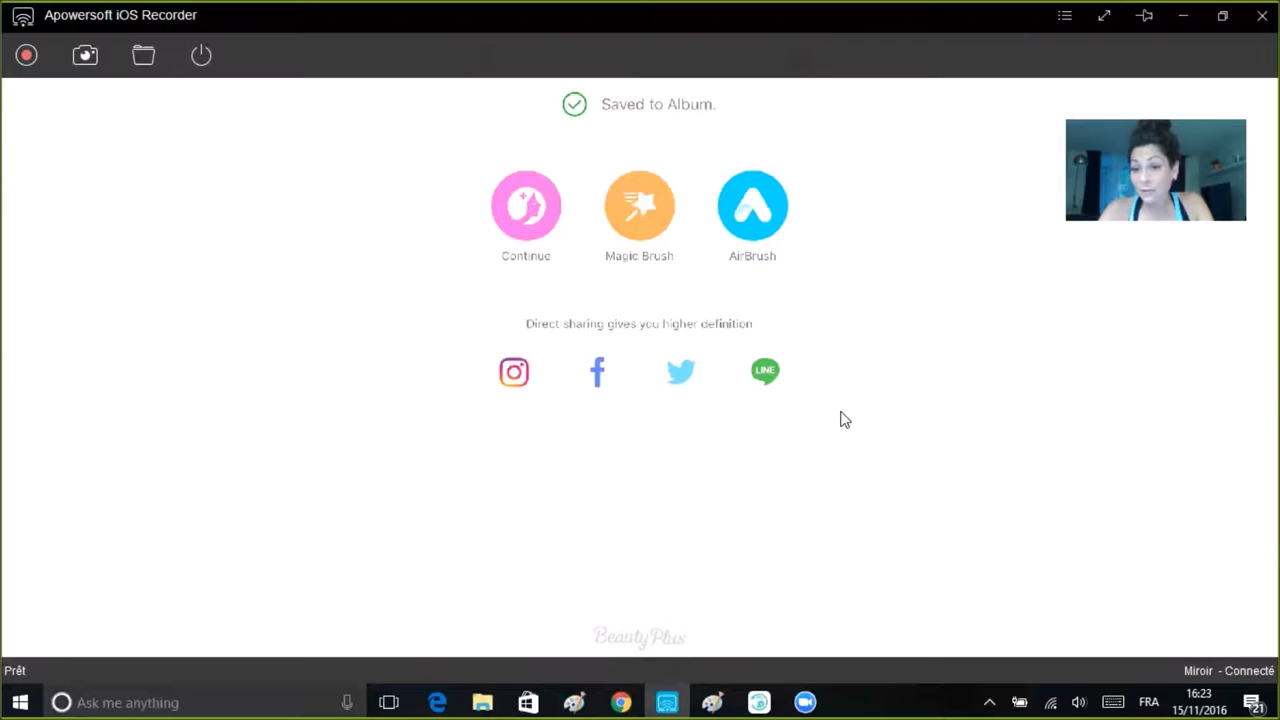 Apowersoft iOS Recorder
Saved to Album.
Continue
Magic Brush
AirBrush
Direct sharing gives you higher definition
LINE
BeautyPlus
Prêt
Miroir - Connecté
Ask me anything
FRA
16:23
15/11/2016
21